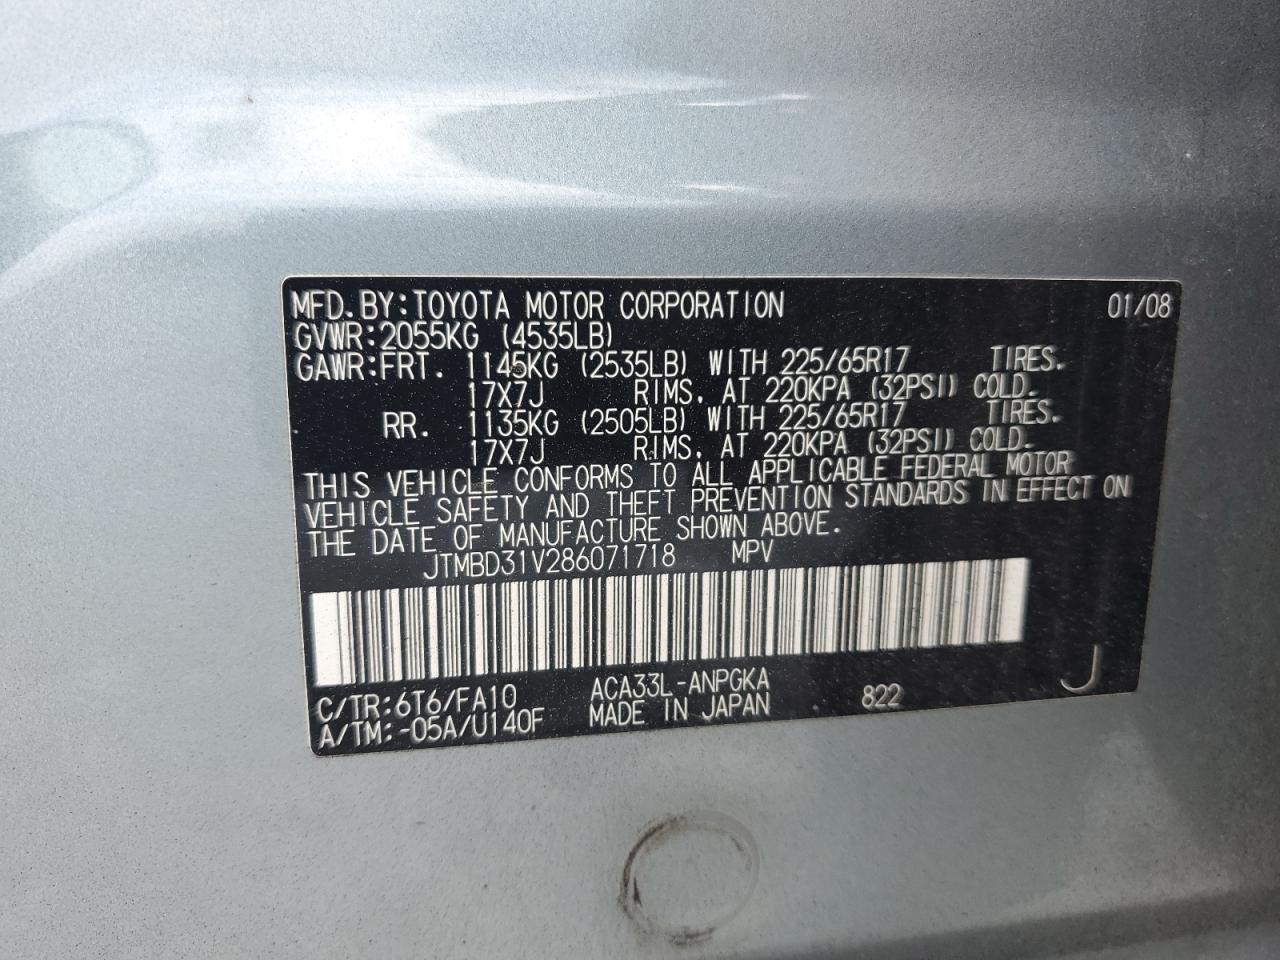 MFD.BY:TOYOTA MOTOR CORPORATION 01/08
GVWR:2055KG (4535LB)
GAWR:FRT. 1145KG (2535LB) WITH 225/65R17 TIRES.
17X7J RIMS. AT 220KPA (32PSI) COLD.
RR. 1135KG (2505LB) WITH 225/65R17 TIRES.
17X7J RIMS. AT 220KPA (32PSI) COLD.
THIS VEHICLE CONFORMS TO ALL APPLICABLE FEDERAL MOTOR
VEHICLE SAFETY AND THEFT PREVENTION STANDARDS IN EFFECT ON
THE DATE OF MANUFACTURE SHOWN ABOVE.
JTMBD31V286071718 MPV
C/TR:6T6/FA10 ACA33L-ANPGKA 822 J
A/TM:-05A/U140F MADE IN JAPAN